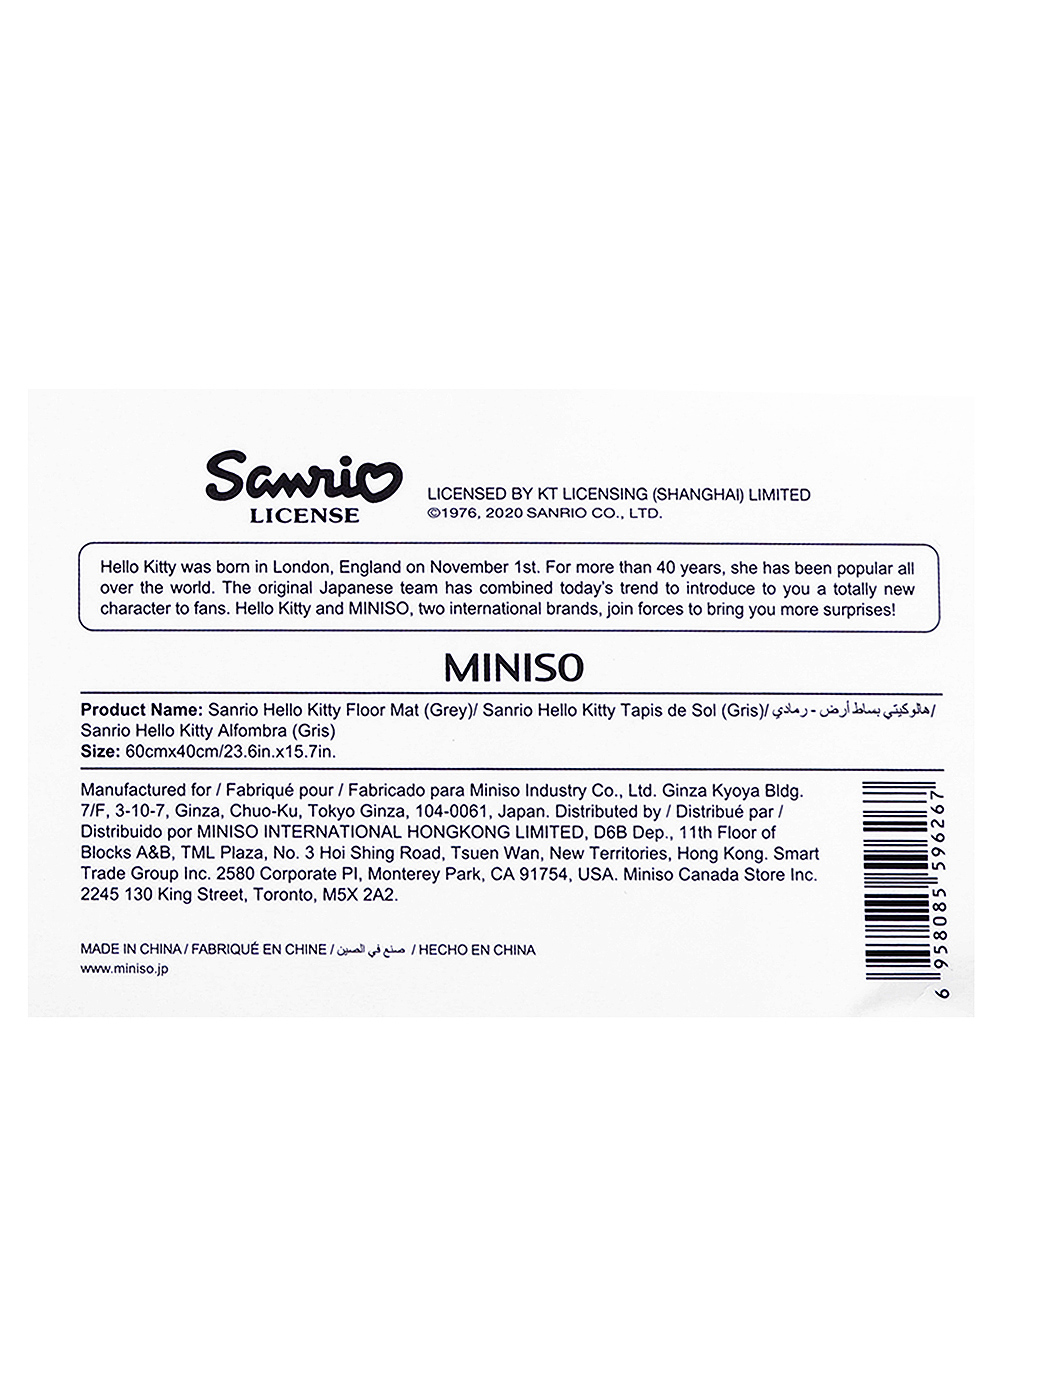 Sanrio
LICENSE
LICENSED BY KT LICENSING (SHANGHAI) LIMITED
©1976, 2020 SANRIO CO., LTD.
Hello Kitty was born in London, England on November 1st. For more than 40 years, she has been popular all
over the world. The original Japanese team has combined today's trend to introduce to you a totally new
character to fans. Hello Kitty and MINISO, two international brands, join forces to bring you more surprises!
MINISO
Product Name: Sanrio Hello Kitty Floor Mat (Grey)/ Sanrio Hello Kitty Tapis de Sol (Gris)/ هالوكيتي بساط أرض - رمادي/
Sanrio Hello Kitty Alfombra (Gris)
Size: 60cmx40cm/23.6in.x15.7in.
Manufactured for / Fabriqué pour / Fabricado para Miniso Industry Co., Ltd. Ginza Kyoya Bldg.
7/F, 3-10-7, Ginza, Chuo-Ku, Tokyo Ginza, 104-0061, Japan. Distributed by / Distribué par /
Distribuido por MINISO INTERNATIONAL HONGKONG LIMITED, D6B Dep., 11th Floor of
Blocks A&B, TML Plaza, No. 3 Hoi Shing Road, Tsuen Wan, New Territories, Hong Kong. Smart
Trade Group Inc. 2580 Corporate Pl, Monterey Park, CA 91754, USA. Miniso Canada Store Inc.
2245 130 King Street, Toronto, M5X 2A2.
MADE IN CHINA / FABRIQUÉ EN CHINE / صنع في الصين / HECHO EN CHINA
www.miniso.jp
6 958085 596267